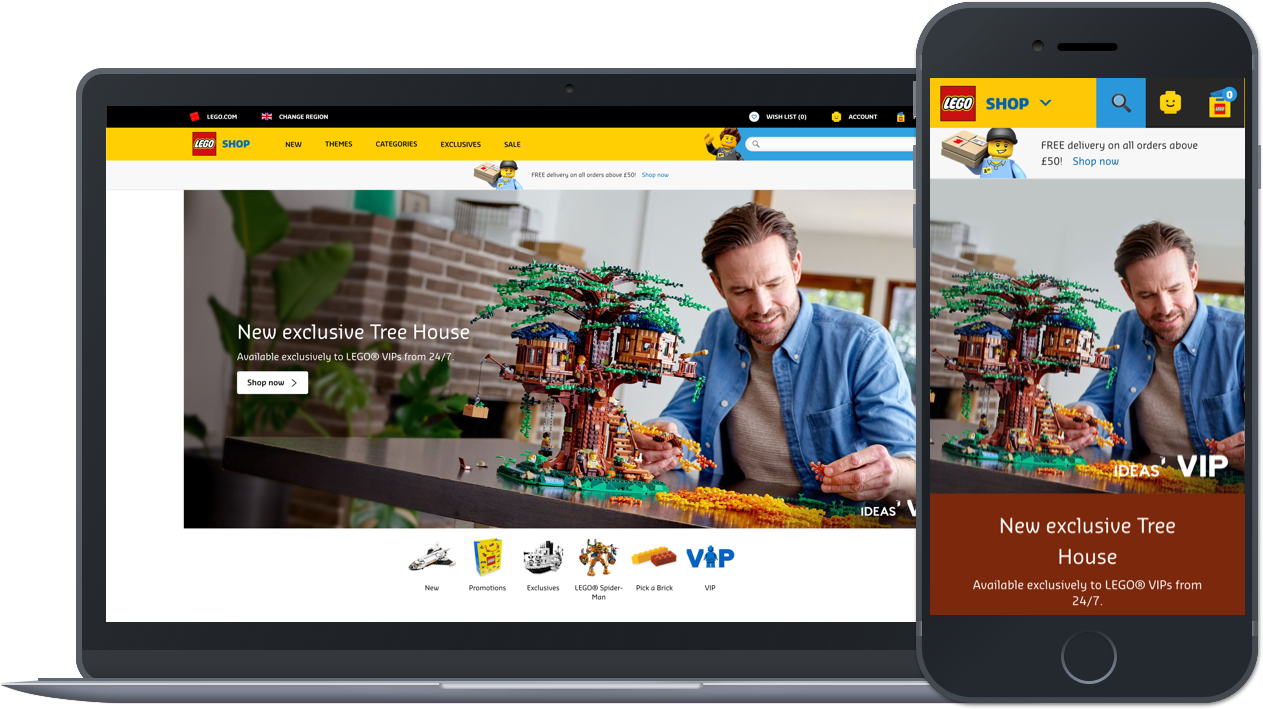 LEGO.COM
CHANGE REGION
WISH LIST (0)
ACCOUNT
LEGO
SHOP
NEW
THEMES
CATEGORIES
EXCLUSIVES
SALE
FREE delivery on all orders above £50! Shop now
New exclusive Tree House
Available exclusively to LEGO® VIPs from 24/7.
Shop now
IDEAS
New
Promotions
Exclusives
LEGO® Spider-
Man
Pick a Brick
VIP
VIP
LEGO
SHOP
0
FREE delivery on all orders above
£50! Shop now
IDEAS VIP
New exclusive Tree
House
Available exclusively to LEGO® VIPs from
24/7.